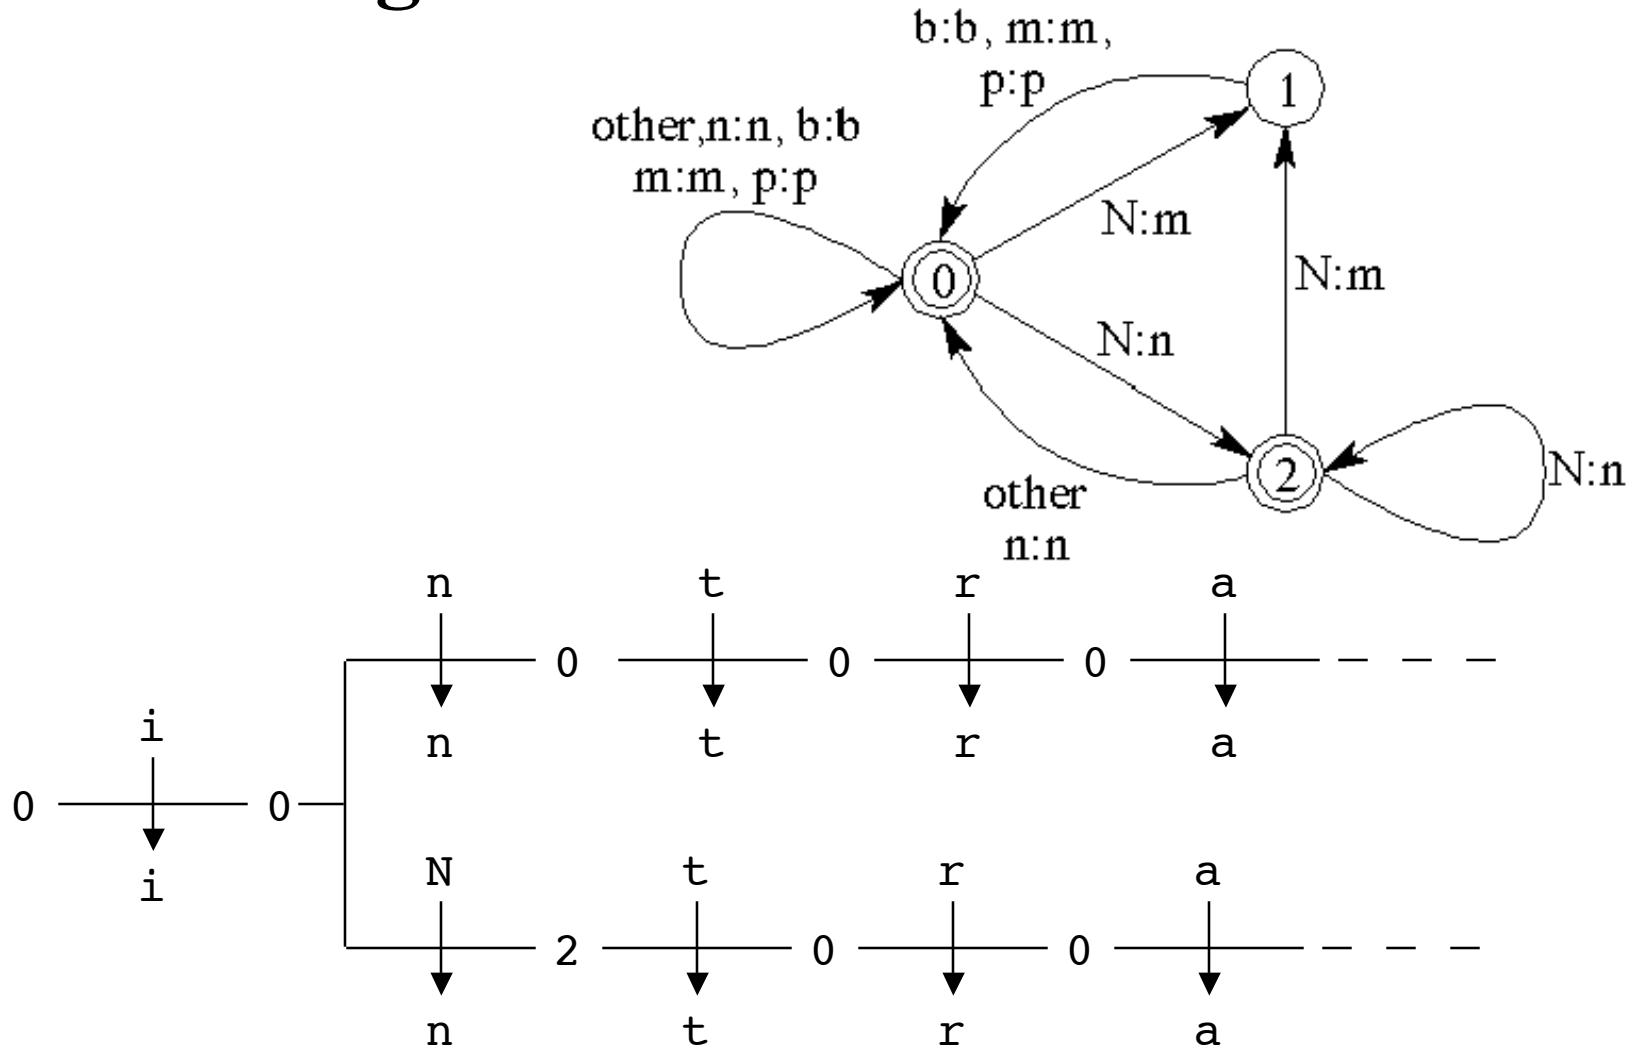 g
b:b, m:m,
p:p
1
other,n:n, b:b
m:m, p:p
N:m
0
N:m
N:n
2
N:n
other
n:n
n t r a
0 0 0
n t r a
i
0 0
i
N t r a
2 0 0
n t r a